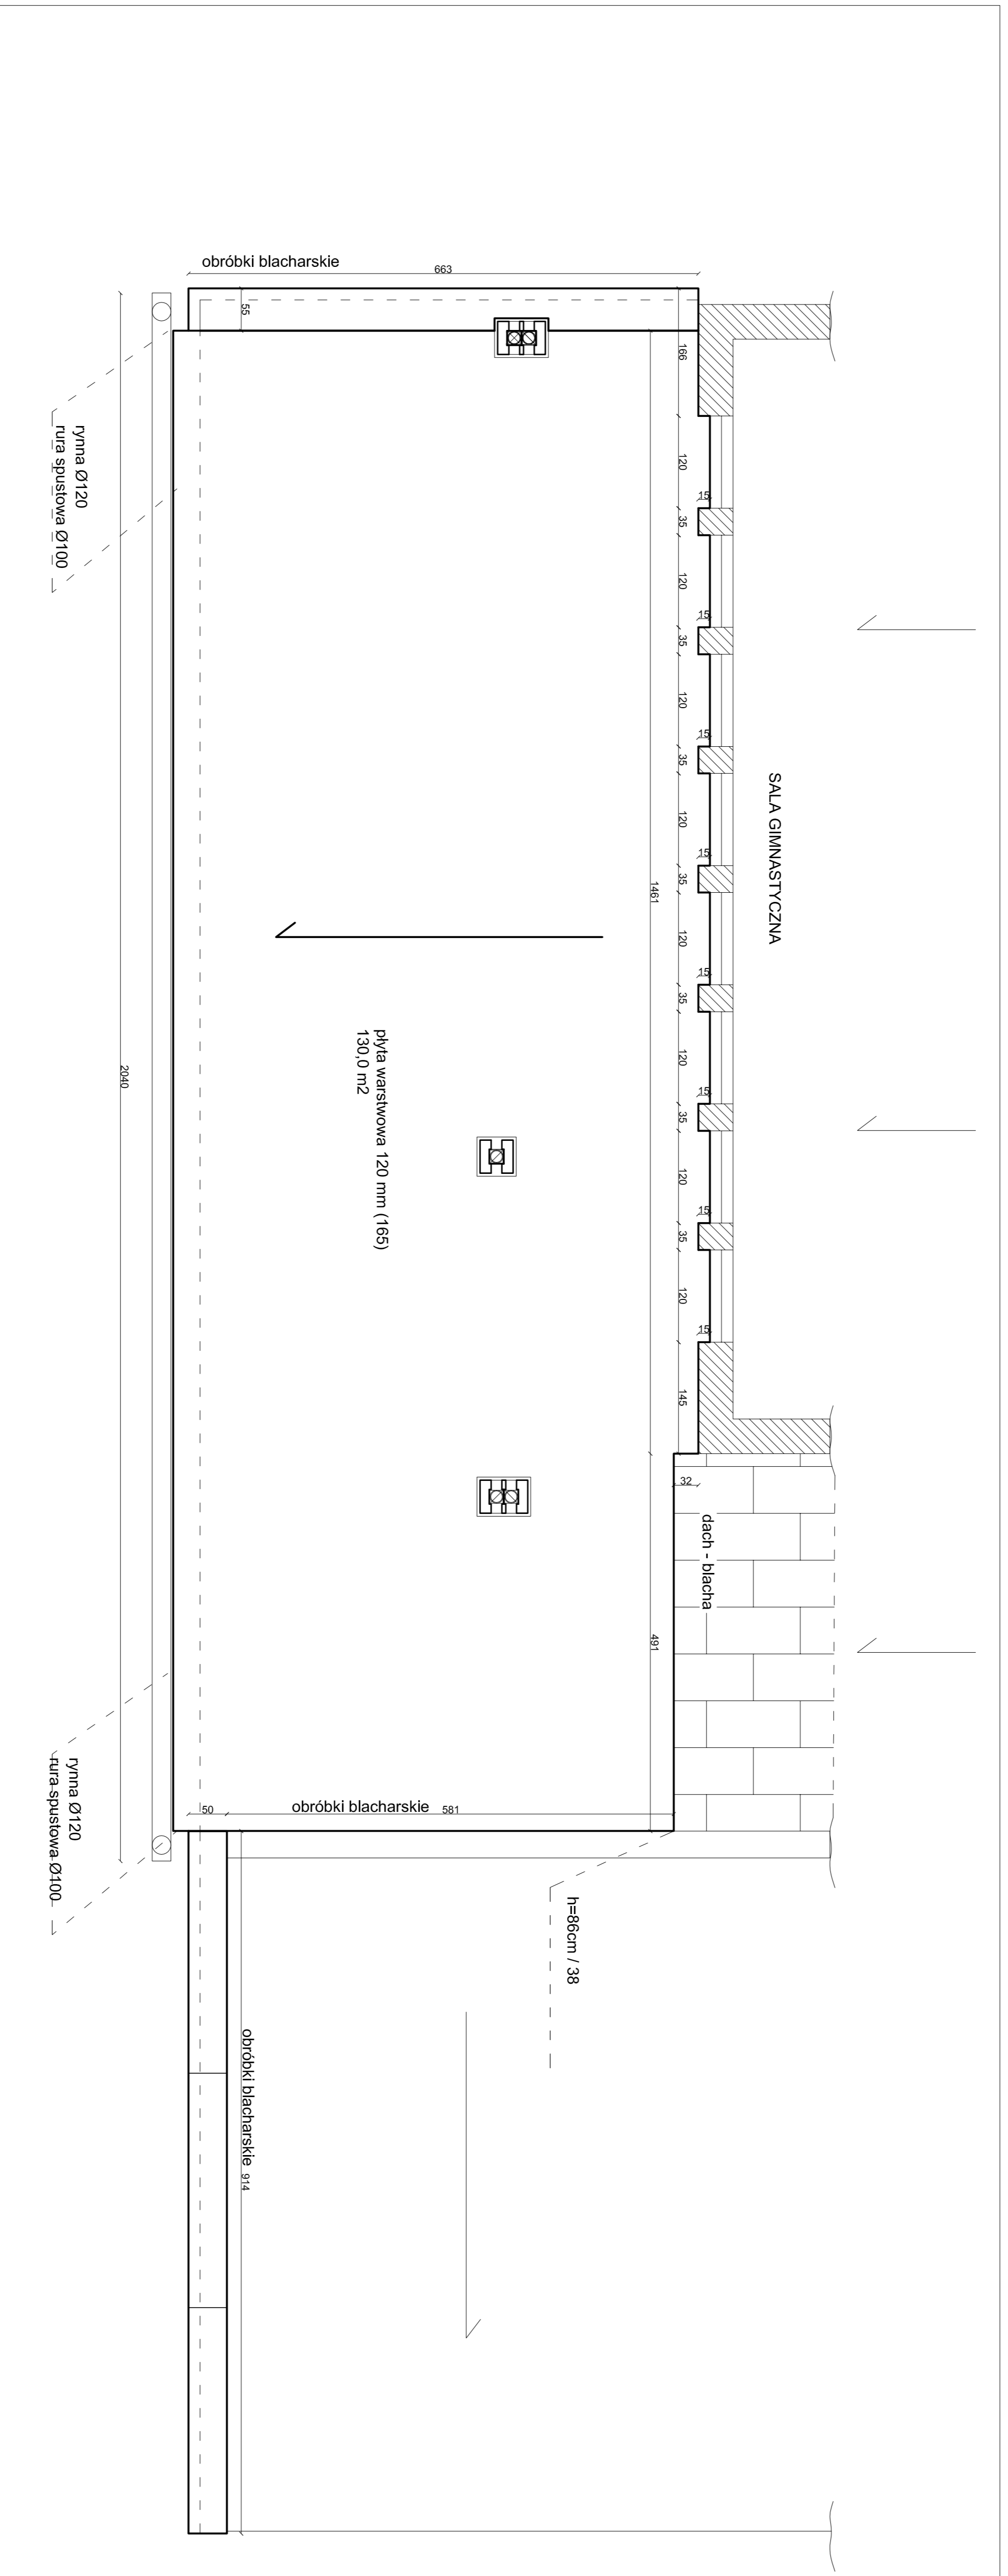 obróbki blacharskie
663
55
166
120
15
35
120
15
35
120
15
35
120
15
35
120
15
35
120
15
35
120
15
35
120
15
145
SALA GIMNASTYCZNA
1461
491
32
dach - blacha
płyta warstwowa 120 mm (165)
130,0 m2
rynna Ø120
rura spustowa Ø100
2040
50
obróbki blacharskie 581
rynna Ø120
rura spustowa Ø100
h=86cm / 38
obróbki blacharskie 914